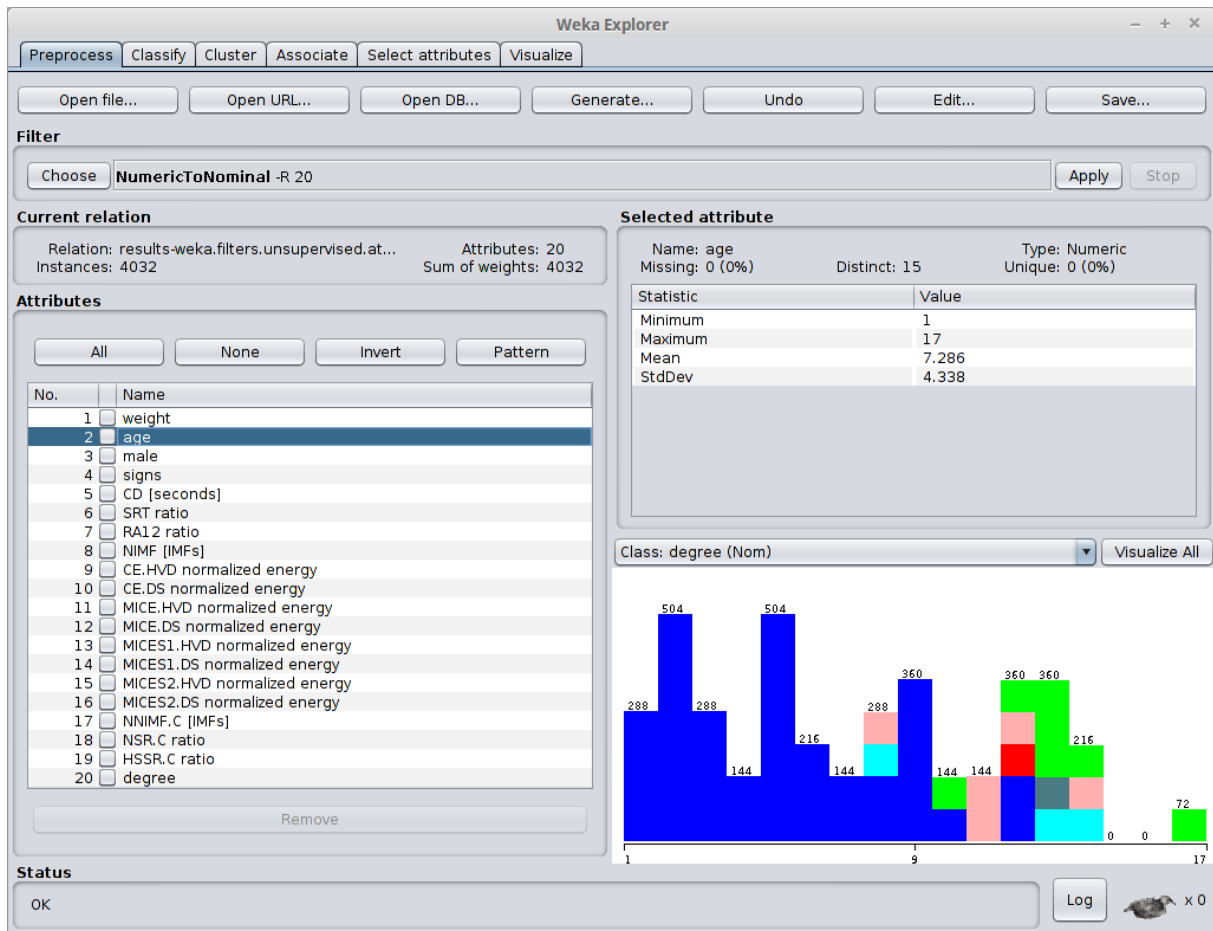 Weka Explorer
Preprocess Classify Cluster Associate Select attributes Visualize
Open file... Open URL... Open DB... Generate... Undo Edit... Save...
Filter
Choose NumericToNominal -R 20 Apply Stop
Current relation
Relation: results-weka.filters.unsupervised.at... Attributes: 20
Instances: 4032 Sum of weights: 4032
Attributes
All None Invert Pattern
No. Name
1 weight
2 age
3 male
4 signs
5 CD [seconds]
6 SRT ratio
7 RA12 ratio
8 NIMF [IMFs]
9 CE.HVD normalized energy
10 CE.DS normalized energy
11 MICE.HVD normalized energy
12 MICE.DS normalized energy
13 MICES1.HVD normalized energy
14 MICES1.DS normalized energy
15 MICES2.HVD normalized energy
16 MICES2.DS normalized energy
17 NNIMF.C [IMFs]
18 NSR.C ratio
19 HSSR.C ratio
20 degree
Remove
Selected attribute
Name: age Type: Numeric
Missing: 0 (0%) Distinct: 15 Unique: 0 (0%)
Statistic Value
Minimum 1
Maximum 17
Mean 7.286
StdDev 4.338
Class: degree (Nom) Visualize All
504 504
360 360 360
288 288 288
216 216
144 144 144 144
72
0 0
1 9 17
Status
OK
Log x 0